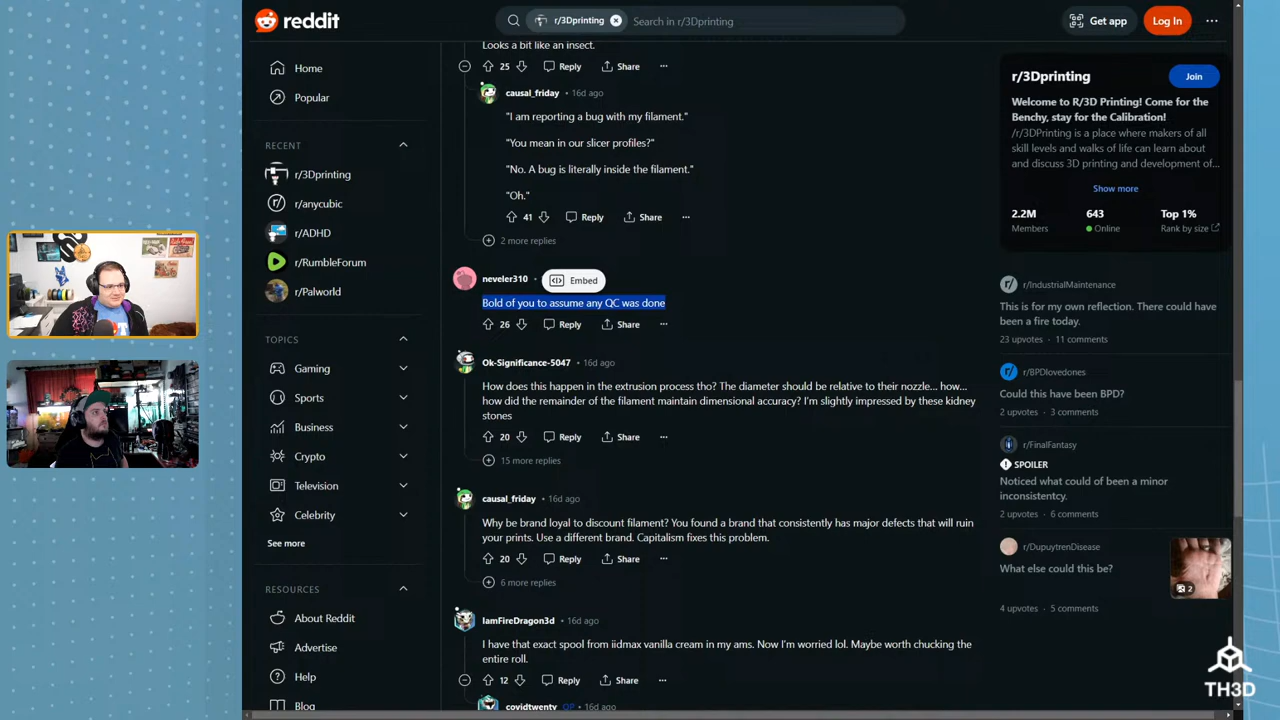 reddit
r/3Dprinting
Search in r/3Dprinting
Get app
Log In
Home
Popular
RECENT
r/3Dprinting
r/anycubic
r/ADHD
r/RumbleForum
r/Palworld
TOPICS
Gaming
Sports
Business
Crypto
Television
Celebrity
See more
RESOURCES
About Reddit
Advertise
Help
Blog
Looks a bit like an insect.
25 Reply Share
causal_friday • 16d ago
"I am reporting a bug with my filament."
"You mean in our slicer profiles?"
"No. A bug is literally inside the filament."
"Oh."
41 Reply Share
2 more replies
neveler310 •
Embed
Bold of you to assume any QC was done
26 Reply Share
Ok-Significance-5047 • 16d ago
How does this happen in the extrusion process tho? The diameter should be relative to their nozzle... how...
how did the remainder of the filament maintain dimensional accuracy? I'm slightly impressed by these kidney
stones
20 Reply Share
15 more replies
causal_friday • 16d ago
Why be brand loyal to discount filament? You found a brand that consistently has major defects that will ruin
your prints. Use a different brand. Capitalism fixes this problem.
20 Reply Share
6 more replies
IamFireDragon3d • 16d ago
I have that exact spool from iidmax vanilla cream in my ams. Now I'm worried lol. Maybe worth chucking the
entire roll.
12 Reply Share
covidtwenty OP • 16d ago
r/3Dprinting
Join
Welcome to R/3D Printing! Come for the
Benchy, stay for the Calibration!
/r/3DPrinting is a place where makers of all
skill levels and walks of life can learn about
and discuss 3D printing and development of...
Show more
2.2M 643 Top 1%
Members Online Rank by size
r/IndustrialMaintenance
This is for my own reflection. There could have
been a fire today.
23 upvotes • 11 comments
r/BPDlovedones
Could this have been BPD?
2 upvotes • 3 comments
r/FinalFantasy
SPOILER
Noticed what could of been a minor
inconsistentcy.
2 upvotes • 6 comments
r/DupuytrenDisease
What else could this be?
2
4 upvotes • 5 comments
TH3D